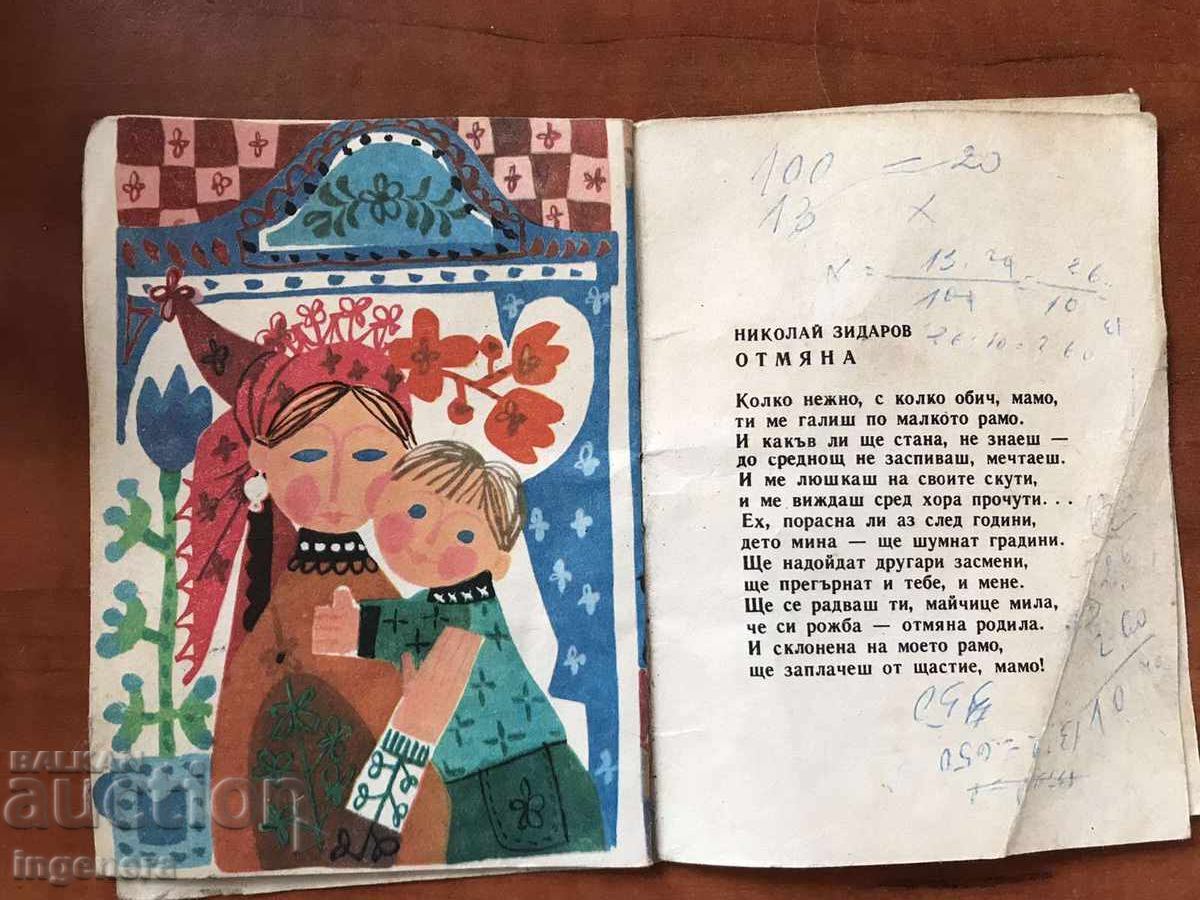 100 = 20
13 X
26
10
НИКОЛАЙ ЗИДАРОВ
ОТМЯНА
Колко нежно, с колко обич, мамо,
ти ме галиш по малкото рамо.
И какъв ли ще стана, не знаеш —
до среднощ не заспиваш, мечтаеш.
И ме люшкаш на своите скути,
и ме виждаш сред хора прочути. . .
Ех, порасна ли аз след години,
дето мина — ще шумнат градини.
Ще надойдат другари засмени,
ще прегърнат и тебе, и мене.
Ще се радваш ти, майчице мила,
че си рожба — отмяна родила.
И склонена на моето рамо,
ще заплачеш от щастие, мамо!
260
10
BALKAN
auction
ingenera